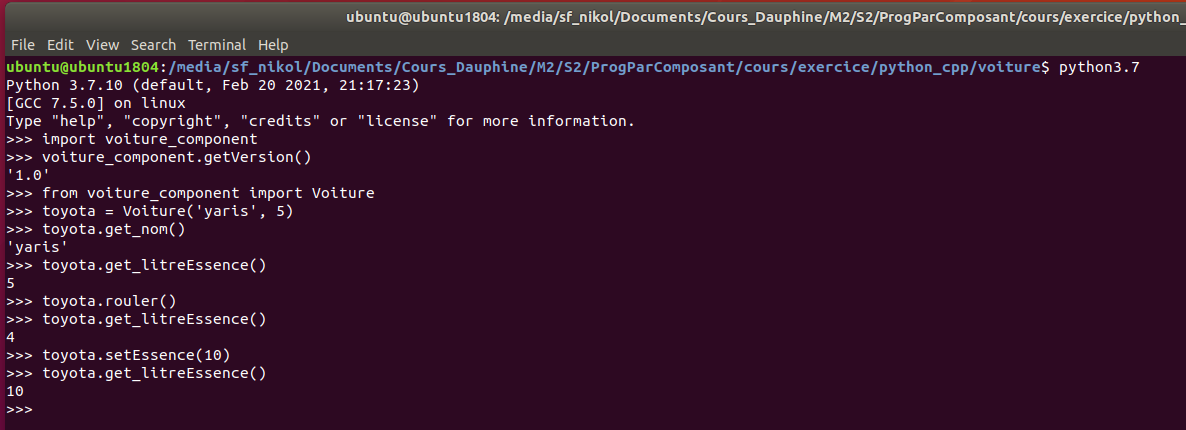 ubuntu@ubuntu1804: /media/sf_nikol/Documents/Cours_Dauphine/M2/S2/ProgParComposant/cours/exercice/python_
File Edit View Search Terminal Help
ubuntu@ubuntu1804:/media/sf_nikol/Documents/Cours_Dauphine/M2/S2/ProgParComposant/cours/exercice/python_cpp/voiture$ python3.7
Python 3.7.10 (default, Feb 20 2021, 21:17:23)
[GCC 7.5.0] on linux
Type "help", "copyright", "credits" or "license" for more information.
>>> import voiture_component
>>> voiture_component.getVersion()
'1.0'
>>> from voiture_component import Voiture
>>> toyota = Voiture('yaris', 5)
>>> toyota.get_nom()
'yaris'
>>> toyota.get_litreEssence()
5
>>> toyota.rouler()
>>> toyota.get_litreEssence()
4
>>> toyota.setEssence(10)
>>> toyota.get_litreEssence()
10
>>>